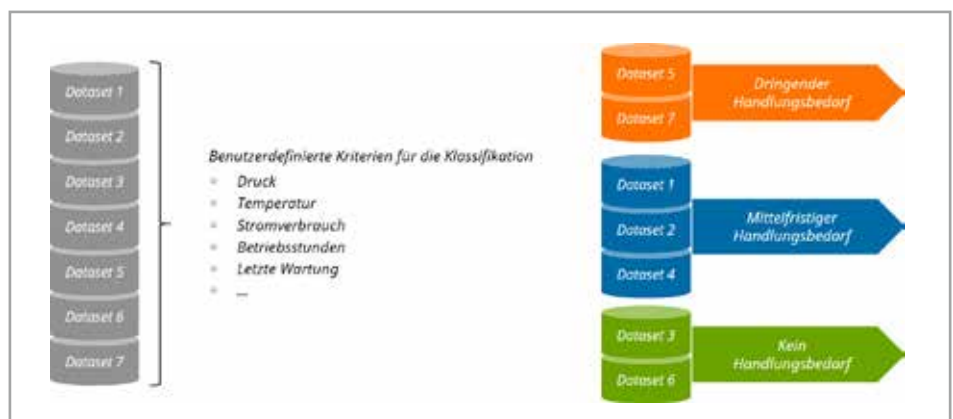 Dataset 1
Dataset 2
Dataset 3
Dataset 4
Dataset 5
Dataset 6
Dataset 7
Benutzerdefinierte Kriterien für die Klassifikation
Druck
Temperatur
Stromverbrauch
Betriebsstunden
Letzte Wartung
...
Dataset 5
Dataset 7
Dringender
Handlungsbedarf
Dataset 1
Dataset 2
Dataset 4
Mittelfristiger
Handlungsbedarf
Dataset 3
Dataset 6
Kein
Handlungsbedarf